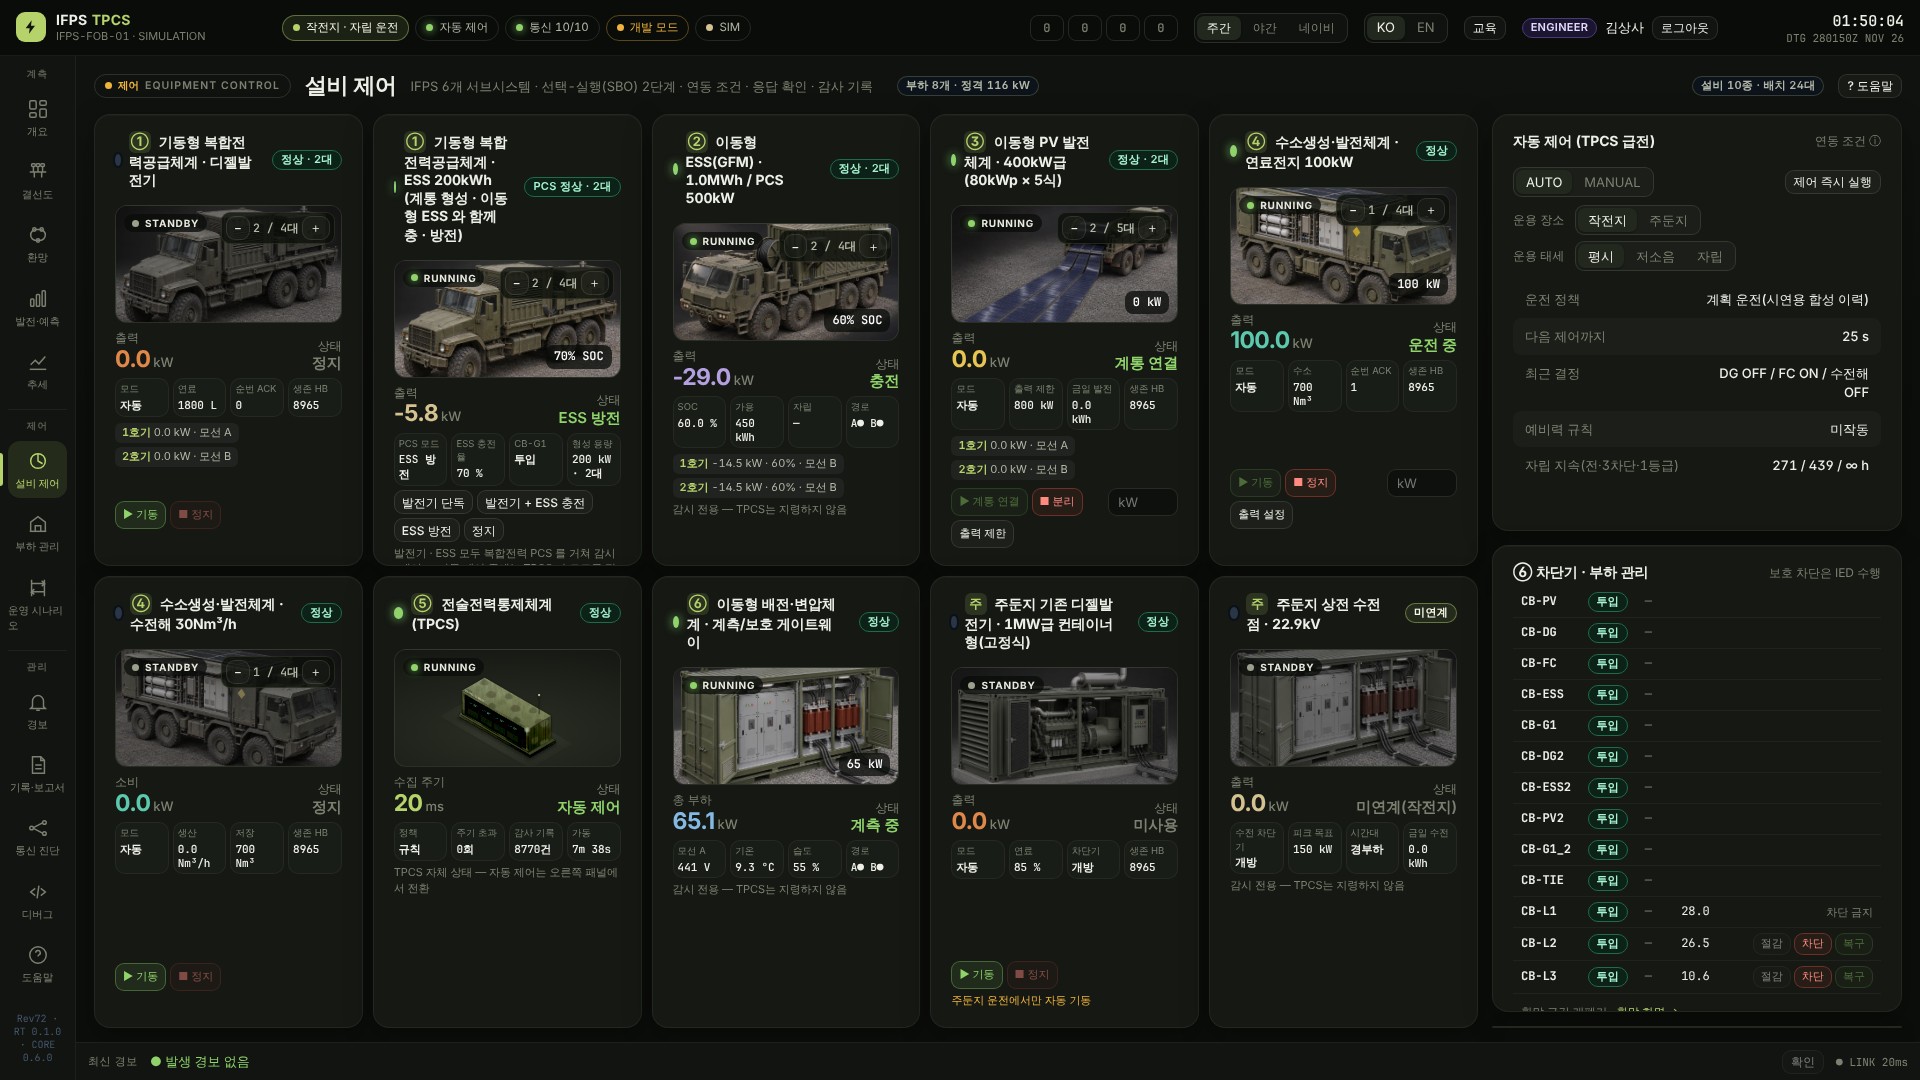 IFPS TPCS
IFPS-FOB-01 · SIMULATION
작전지 · 자립 운전
자동 제어
통신 10/10
개발 모드
SIM
0 0 0 0
주간 야간 네이비
KO EN
교육
ENGINEER 김상사 로그아웃
01:50:04
DTG 280150Z NOV 26
계측
개요
결선도
환망
발전·예측
추세
제어
설비 제어
부하 관리
운영 시나리오
관리
경보
기록·보고서
통신 진단
디버그
도움말
Rev72 ·
RT 0.1.0
· CORE
0.6.0
제어 EQUIPMENT CONTROL
설비 제어
IFPS 6개 서브시스템 · 선택-실행(SBO) 2단계 · 연동 조건 · 응답 확인 · 감사 기록
부하 8개 · 정격 116 kW
설비 10종 · 배치 24대
? 도움말
① 기동형 복합전
력공급체계 · 디젤발
전기
정상 · 2대
STANDBY
− 2 / 4대 +
출력
0.0 kW
상태
정지
모드 자동
연료 1800 L
순번 ACK 0
생존 HB 8965
1호기 0.0 kW · 모선 A
2호기 0.0 kW · 모선 B
▶ 기동 ■ 정지
① 기동형 복합
전력공급체계 ·
ESS 200kWh
(계통 형성 · 이동
형 ESS 와 함께
충 · 방전)
PCS 정상 · 2대
RUNNING
− 2 / 4대 +
70% SOC
출력
-5.8 kW
상태
ESS 방전
PCS 모드 ESS 방전
ESS 충전율 70 %
CB-G1 투입
형성 용량 200 kW · 2대
발전기 단독 발전기 + ESS 충전
ESS 방전 정지
발전기 · ESS 모두 복합전력 PCS 를 거쳐 감시
② 이동형
ESS(GFM) ·
1.0MWh / PCS
500kW
정상 · 2대
RUNNING
− 2 / 4대 +
60% SOC
출력
-29.0 kW
상태
충전
SOC 60.0 %
가용 450 kWh
자립 —
경로 A● B●
1호기 -14.5 kW · 60% · 모선 B
2호기 -14.5 kW · 60% · 모선 B
감시 전용 — TPCS는 지령하지 않음
③ 이동형 PV 발전
체계 · 400kW급
(80kWp × 5식)
정상 · 2대
RUNNING
− 2 / 5대 +
0 kW
출력
0.0 kW
상태
계통 연결
모드 자동
출력 제한 800 kW
금일 발전 0.0 kWh
생존 HB 8965
1호기 0.0 kW · 모선 A
2호기 0.0 kW · 모선 B
▶ 계통 연결 ■ 분리 kW
출력 제한
④ 수소생성·발전체계 ·
연료전지 100kW
정상
RUNNING
− 1 / 4대 +
100 kW
출력
100.0 kW
상태
운전 중
모드 자동
수소 700 Nm³
순번 ACK 1
생존 HB 8965
▶ 기동 ■ 정지 kW
출력 설정
④ 수소생성·발전체계 ·
수전해 30Nm³/h
정상
STANDBY
− 1 / 4대 +
소비
0.0 kW
상태
정지
모드 자동
생산 0.0 Nm³/h
저장 700 Nm³
생존 HB 8965
▶ 기동 ■ 정지
⑤ 전술전력통제체계
(TPCS)
정상
RUNNING
수집 주기
20 ms
상태
자동 제어
정책 규칙
주기 초과 0회
감사 기록 8770건
가동 7m 38s
TPCS 자체 상태 — 자동 제어는 오른쪽 패널에
서 전환
⑥ 이동형 배전·변압체
계 · 계측/보호 게이트웨
이
정상
RUNNING
65 kW
총 부하
65.1 kW
상태
계측 중
모선 A 441 V
기온 9.3 °C
습도 55 %
경로 A● B●
감시 전용 — TPCS는 지령하지 않음
주 주둔지 기존 디젤발
전기 · 1MW급 컨테이너
형(고정식)
정상
STANDBY
출력
0.0 kW
상태
미사용
모드 자동
연료 85 %
차단기 개방
생존 HB 8965
▶ 기동 ■ 정지
주둔지 운전에서만 자동 기동
주 주둔지 상전 수전
점 · 22.9kV
미연계
STANDBY
출력
0.0 kW
상태
미연계(작전지)
수전 차단기 개방
피크 목표 150 kW
시간대 경부하
금일 수전 0.0 kWh
감시 전용 — TPCS는 지령하지 않음
자동 제어 (TPCS 급전)
연동 조건 ⓘ
AUTO MANUAL
제어 즉시 실행
운용 장소 작전지 주둔지
운용 태세 평시 저소음 자립
운전 정책 계획 운전(시연용 합성 이력)
다음 제어까지 25 s
최근 결정 DG OFF / FC ON / 수전해
OFF
예비력 규칙 미작동
자립 지속(전·3차단·1등급) 271 / 439 / ∞ h
⑥ 차단기 · 부하 관리
보호 차단은 IED 수행
CB-PV 투입 —
CB-DG 투입 —
CB-FC 투입 —
CB-ESS 투입 —
CB-G1 투입 —
CB-DG2 투입 —
CB-ESS2 투입 —
CB-PV2 투입 —
CB-G1_2 투입 —
CB-TIE 투입 —
CB-L1 투입 — 28.0 차단 금지
CB-L2 투입 — 26.5 절감 차단 복구
CB-L3 투입 — 10.6 절감 차단 복구
최신 경보
발생 경보 없음
확인
LINK 20ms